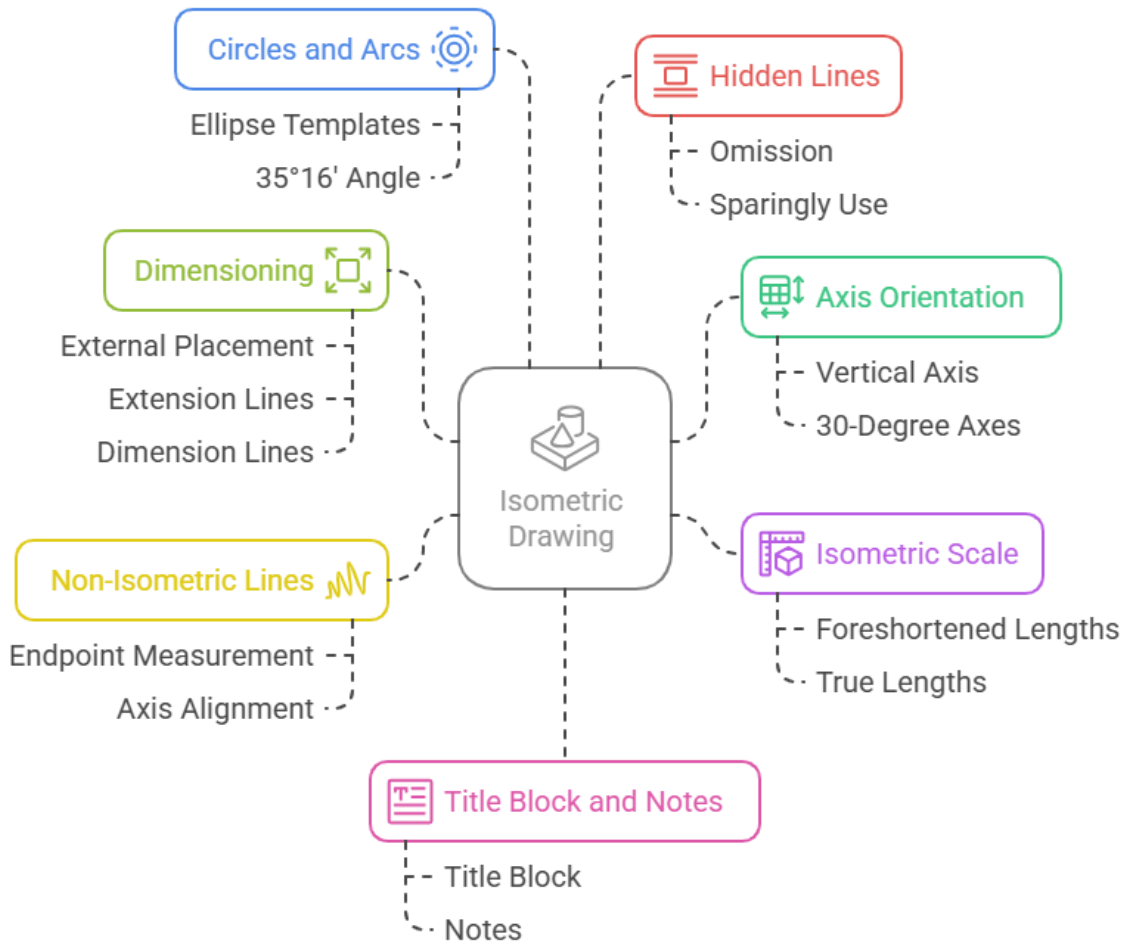 Circles and Arcs
Ellipse Templates
35°16' Angle
Hidden Lines
Omission
Sparingly Use
Dimensioning
External Placement
Extension Lines
Dimension Lines
Axis Orientation
Vertical Axis
30-Degree Axes
Isometric
Drawing
Non-Isometric Lines
Endpoint Measurement
Axis Alignment
Isometric Scale
Foreshortened Lengths
True Lengths
Title Block and Notes
Title Block
Notes